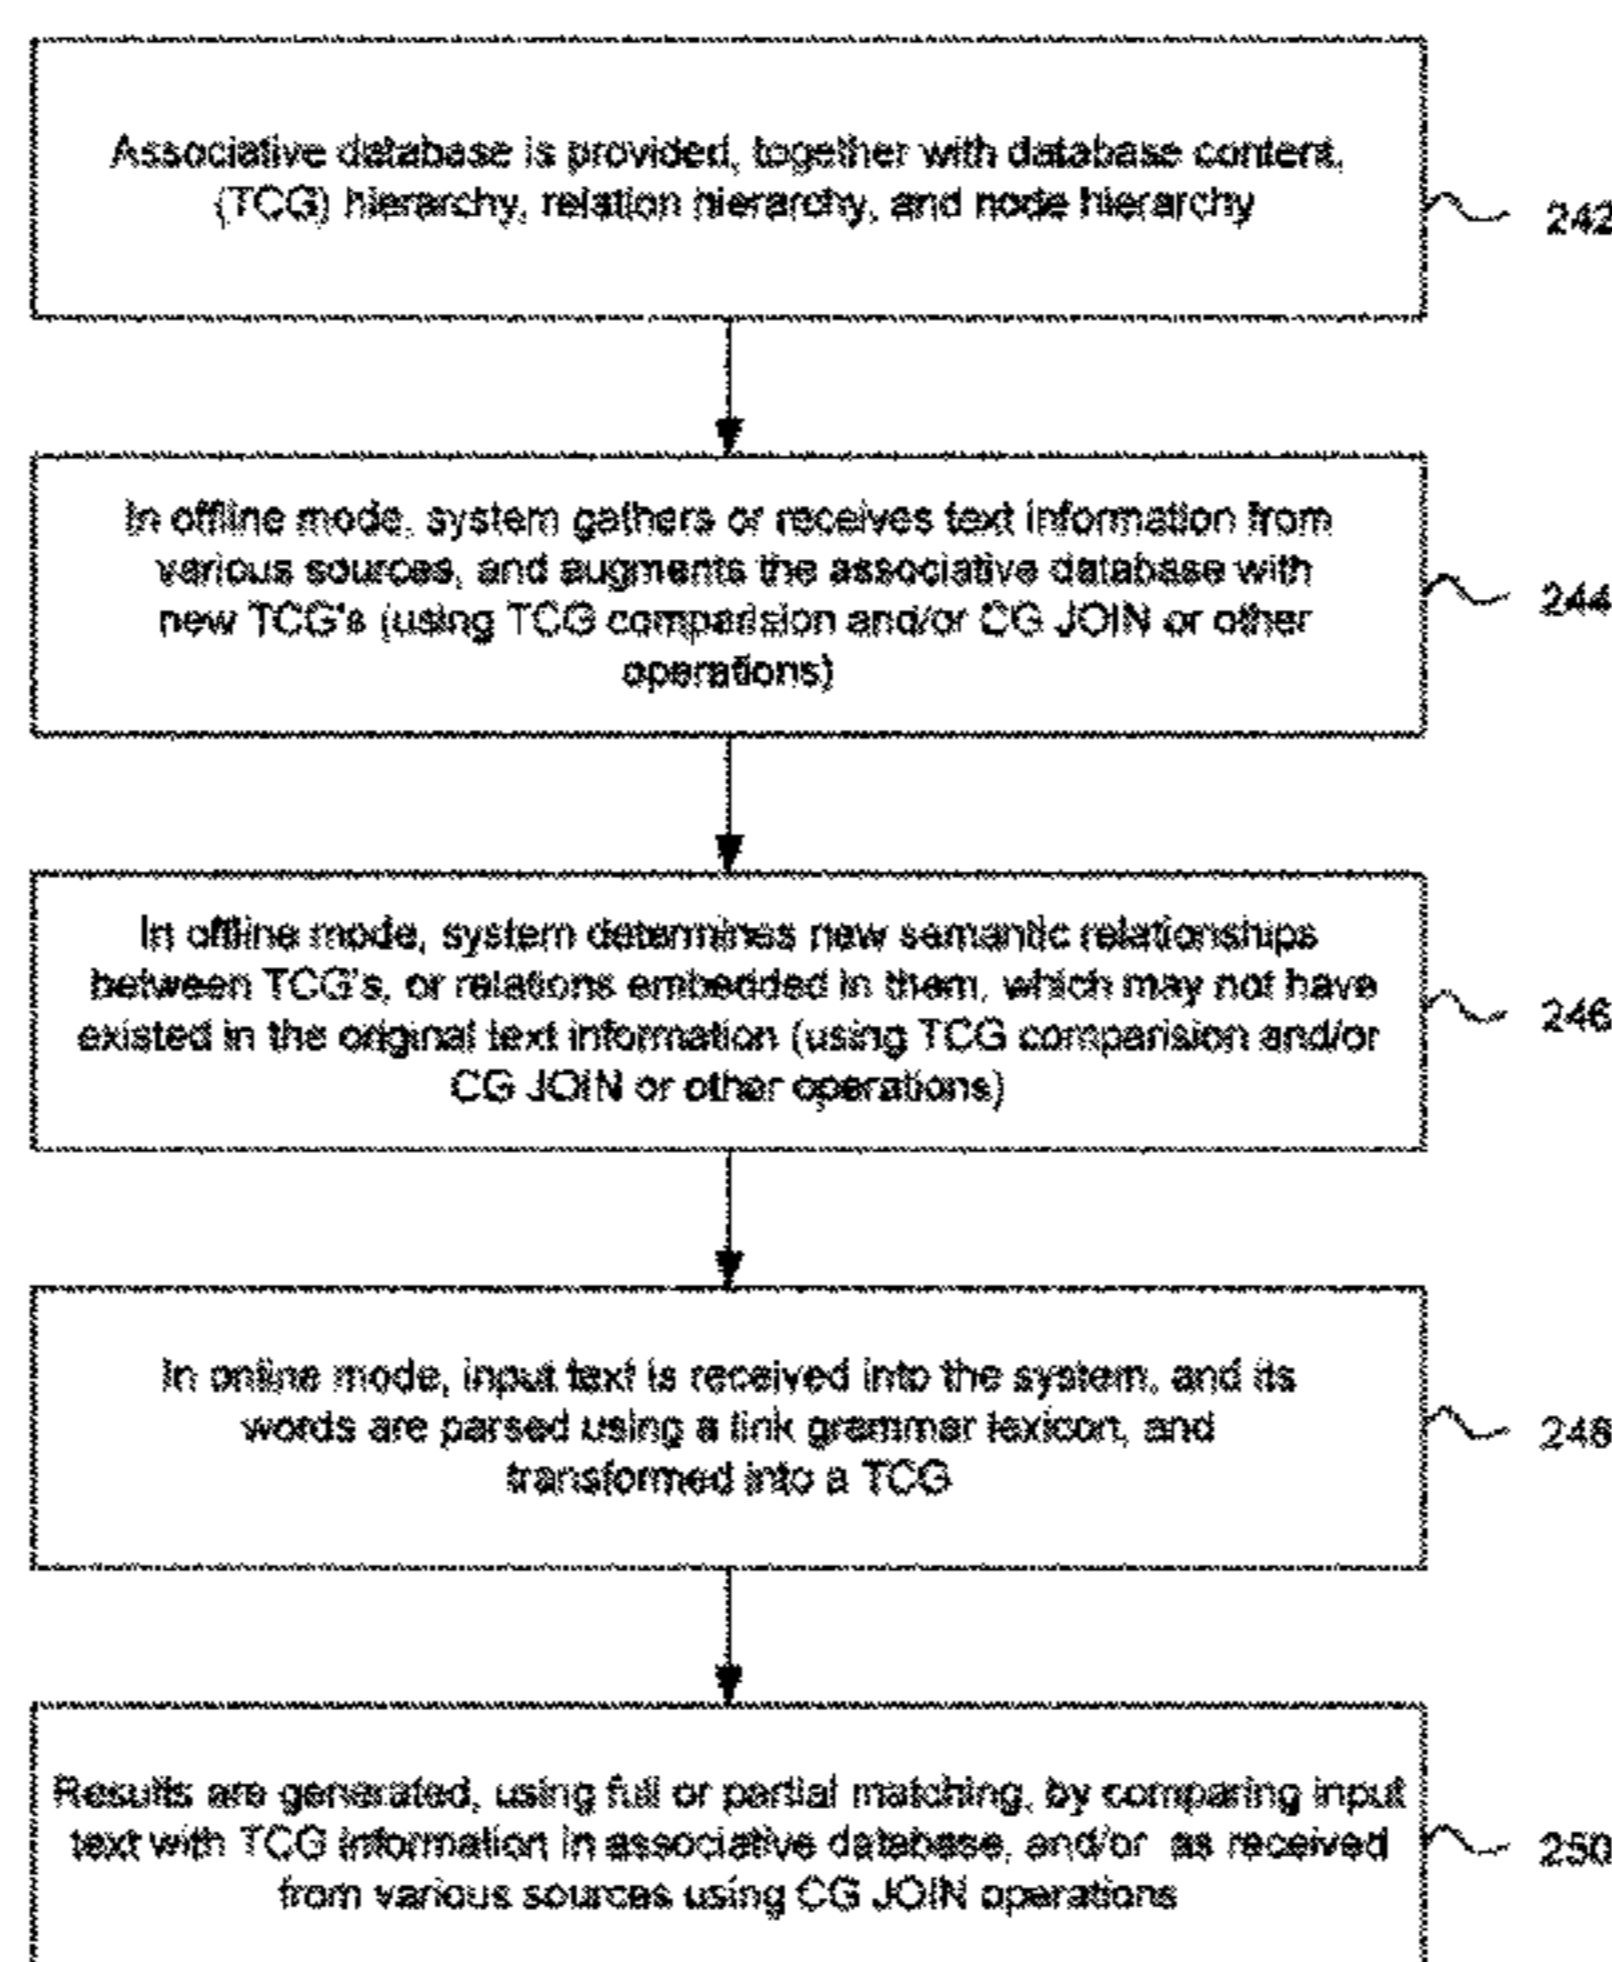 Associative database is provided, together with database content,
(TCG) hierarchy, relation hierarchy, and node hierarchy
242
In offline mode, system gathers or receives text information from
various sources, and augments the associative database with
new TCG's (using TCG comparision and/or CG JOIN or other
operations)
244
In offline mode, system determines new semantic relationships
between TCG's, or relations embedded in them, which may not have
existed in the original text information (using TCG comparision and/or
CG JOIN or other operations)
246
In online mode, input text is received into the system, and its
words are parsed using a link grammar lexicon, and
transformed into a TCG
248
Results are generated, using full or partial matching, by comparing input
text with TCG information in associative database, and/or as received
from various sources using CG JOIN operations
250